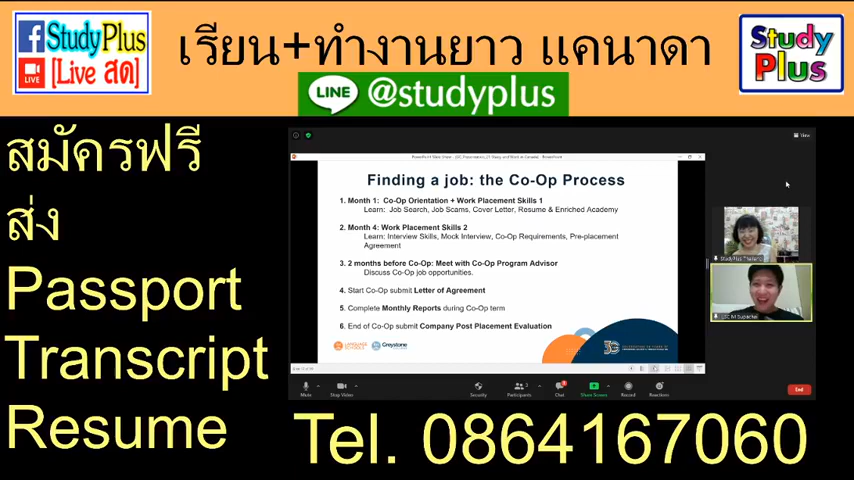 StudyPlus
LIVE
[Live สด]
เรียน+ทำงานยาว แคนาดา
LINE
@studyplus
Study
Plus
สมัครฟรี
ส่ง
Passport
Transcript
Resume
View
Finding a job: the Co-Op Process
1. Month 1: Co-Op Orientation + Work Placement Skills 1
Learn: Job Search, Job Scams, Cover Letter, Resume & Enriched Academy
2. Month 4: Work Placement Skills 2
Learn: Interview Skills, Mock Interview, Co-Op Requirements, Pre-placement
Agreement
3. 2 months before Co-Op: Meet with Co-Op Program Advisor
Discuss Co-Op job opportunities.
4. Start Co-Op submit Letter of Agreement
5. Complete Monthly Reports during Co-Op term
6. End of Co-Op submit Company Post Placement Evaluation
Greystone
StudyPlus Thailand
Mute
Stop Video
Security
Participants
Chat
Share Screen
Record
Reactions
End
Tel. 0864167060